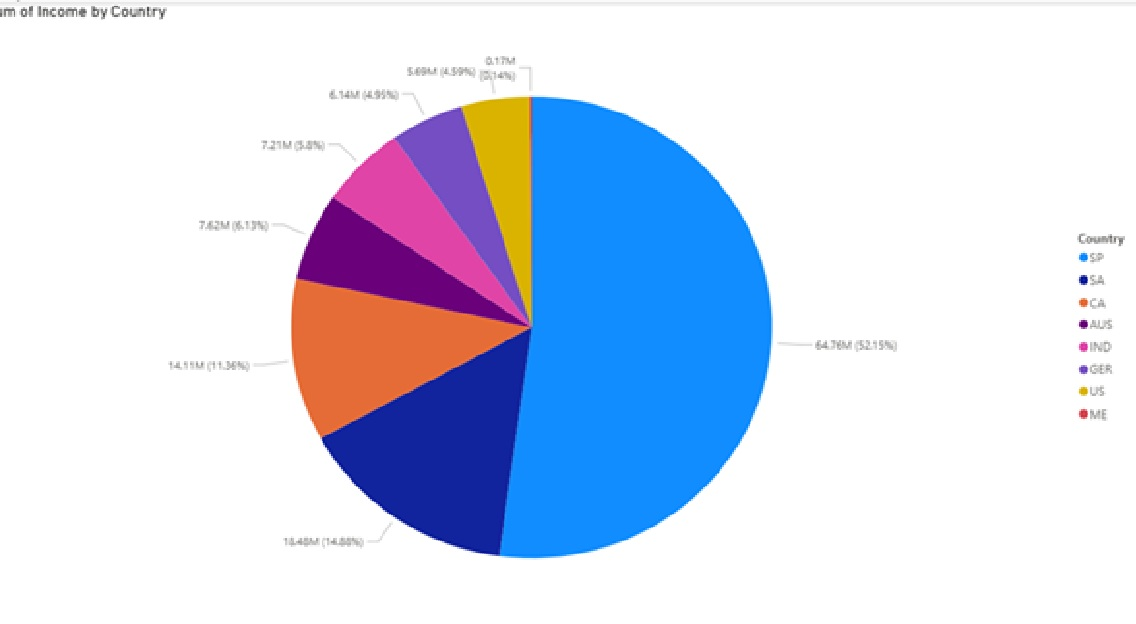 um of Income by Country
0.17M
(0.14%)
5.69M (4.59%)
6.14M (4.95%)
7.21M (5.8%)
7.62M (6.13%)
14.11M (11.36%)
18.48M (14.88%)
64.76M (52.15%)
Country
SP
SA
CA
AUS
IND
GER
US
ME